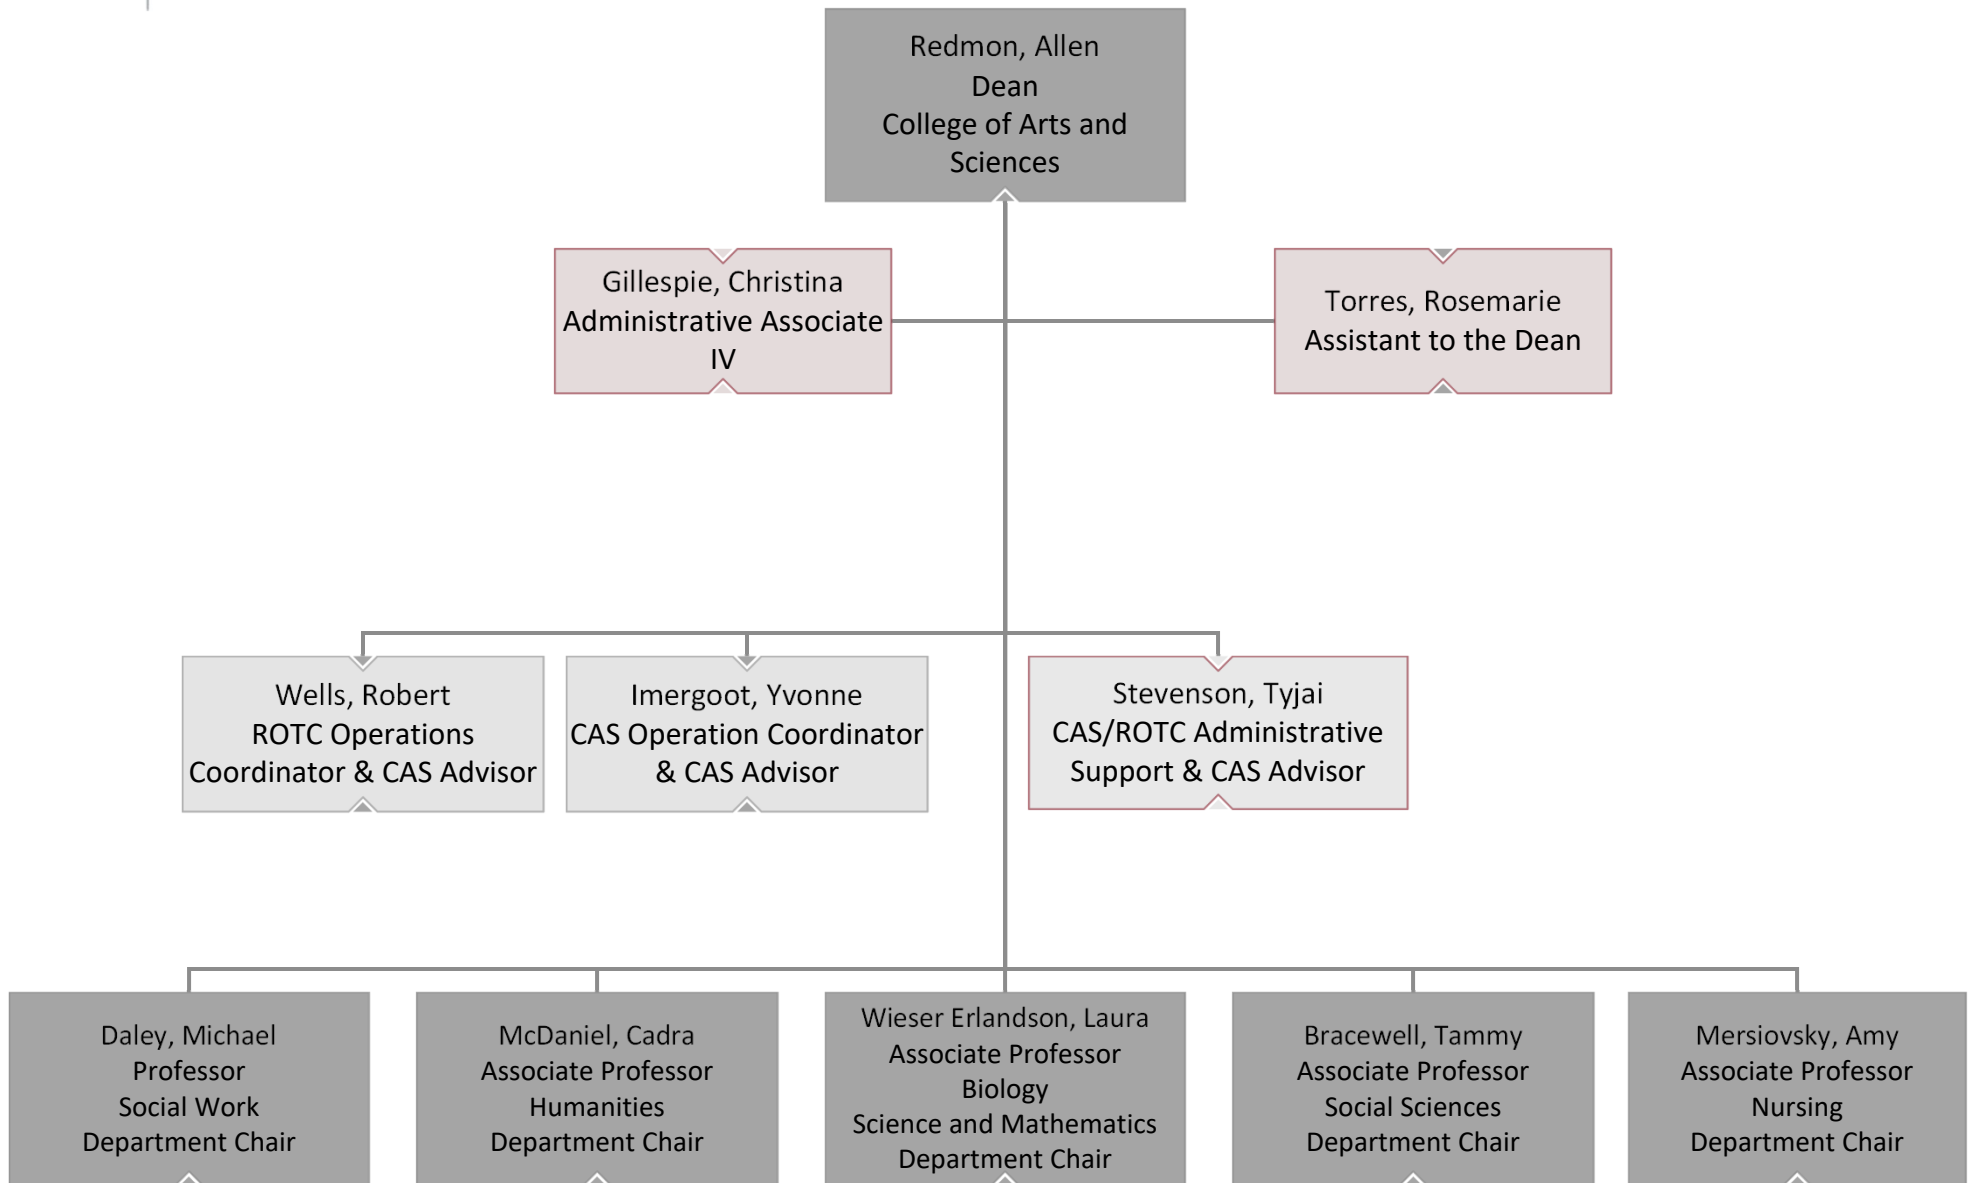 Redmon, Allen
Dean
College of Arts and
Sciences
Gillespie, Christina
Administrative Associate
IV
Torres, Rosemarie
Assistant to the Dean
Wells, Robert
ROTC Operations
Coordinator & CAS Advisor
Imergoot, Yvonne
CAS Operation Coordinator
& CAS Advisor
Stevenson, Tyjai
CAS/ROTC Administrative
Support & CAS Advisor
Daley, Michael
Professor
Social Work
Department Chair
McDaniel, Cadra
Associate Professor
Humanities
Department Chair
Wieser Erlandson, Laura
Associate Professor
Biology
Science and Mathematics
Department Chair
Bracewell, Tammy
Associate Professor
Social Sciences
Department Chair
Mersiovsky, Amy
Associate Professor
Nursing
Department Chair